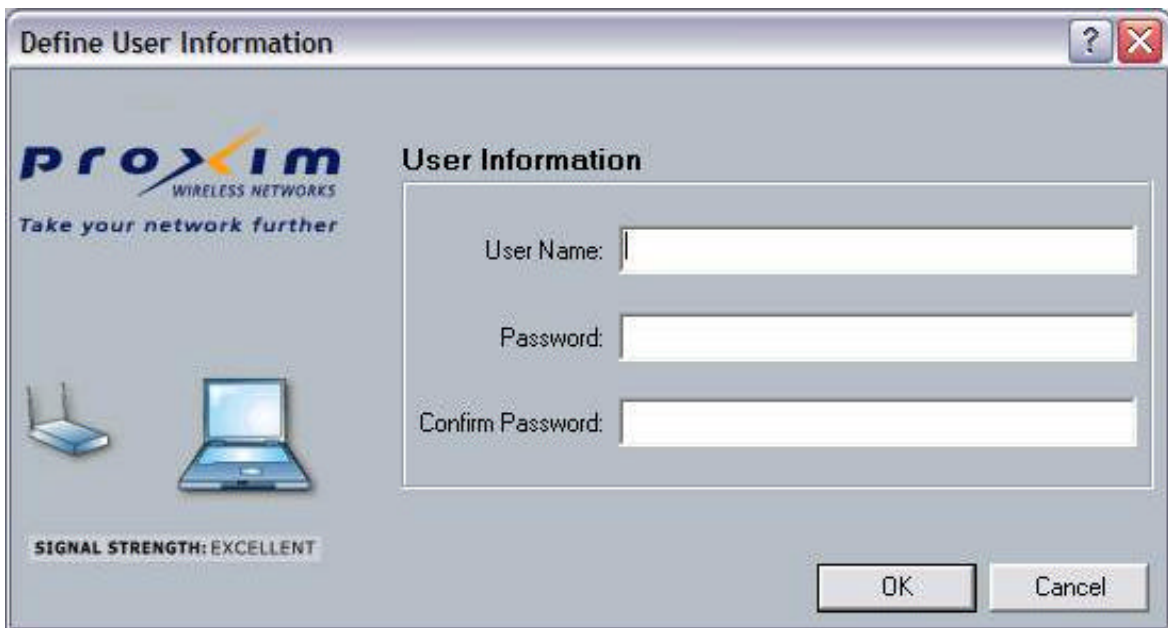 Define User Information
proxim
WIRELESS NETWORKS
Take your network further
User Information
User Name:
Password:
Confirm Password:
SIGNAL STRENGTH: EXCELLENT
OK Cancel